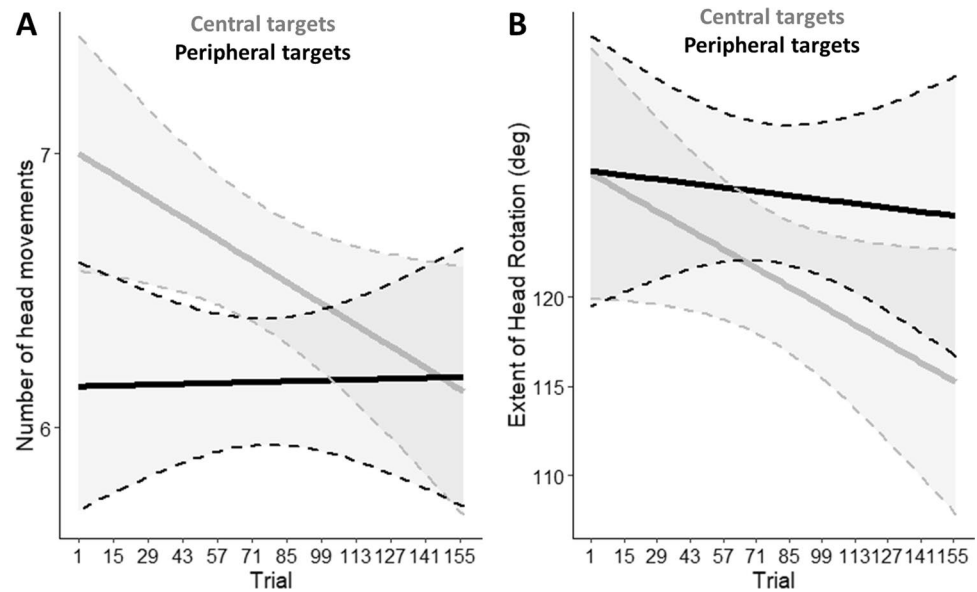 A
Central targets
Peripheral targets
Number of head movements
7
6
1 15 29 43 57 71 85 99 113 127 141 155
Trial
B
Central targets
Peripheral targets
Extent of Head Rotation (deg)
120
115
110
1 15 29 43 57 71 85 99 113 127 141 155
Trial